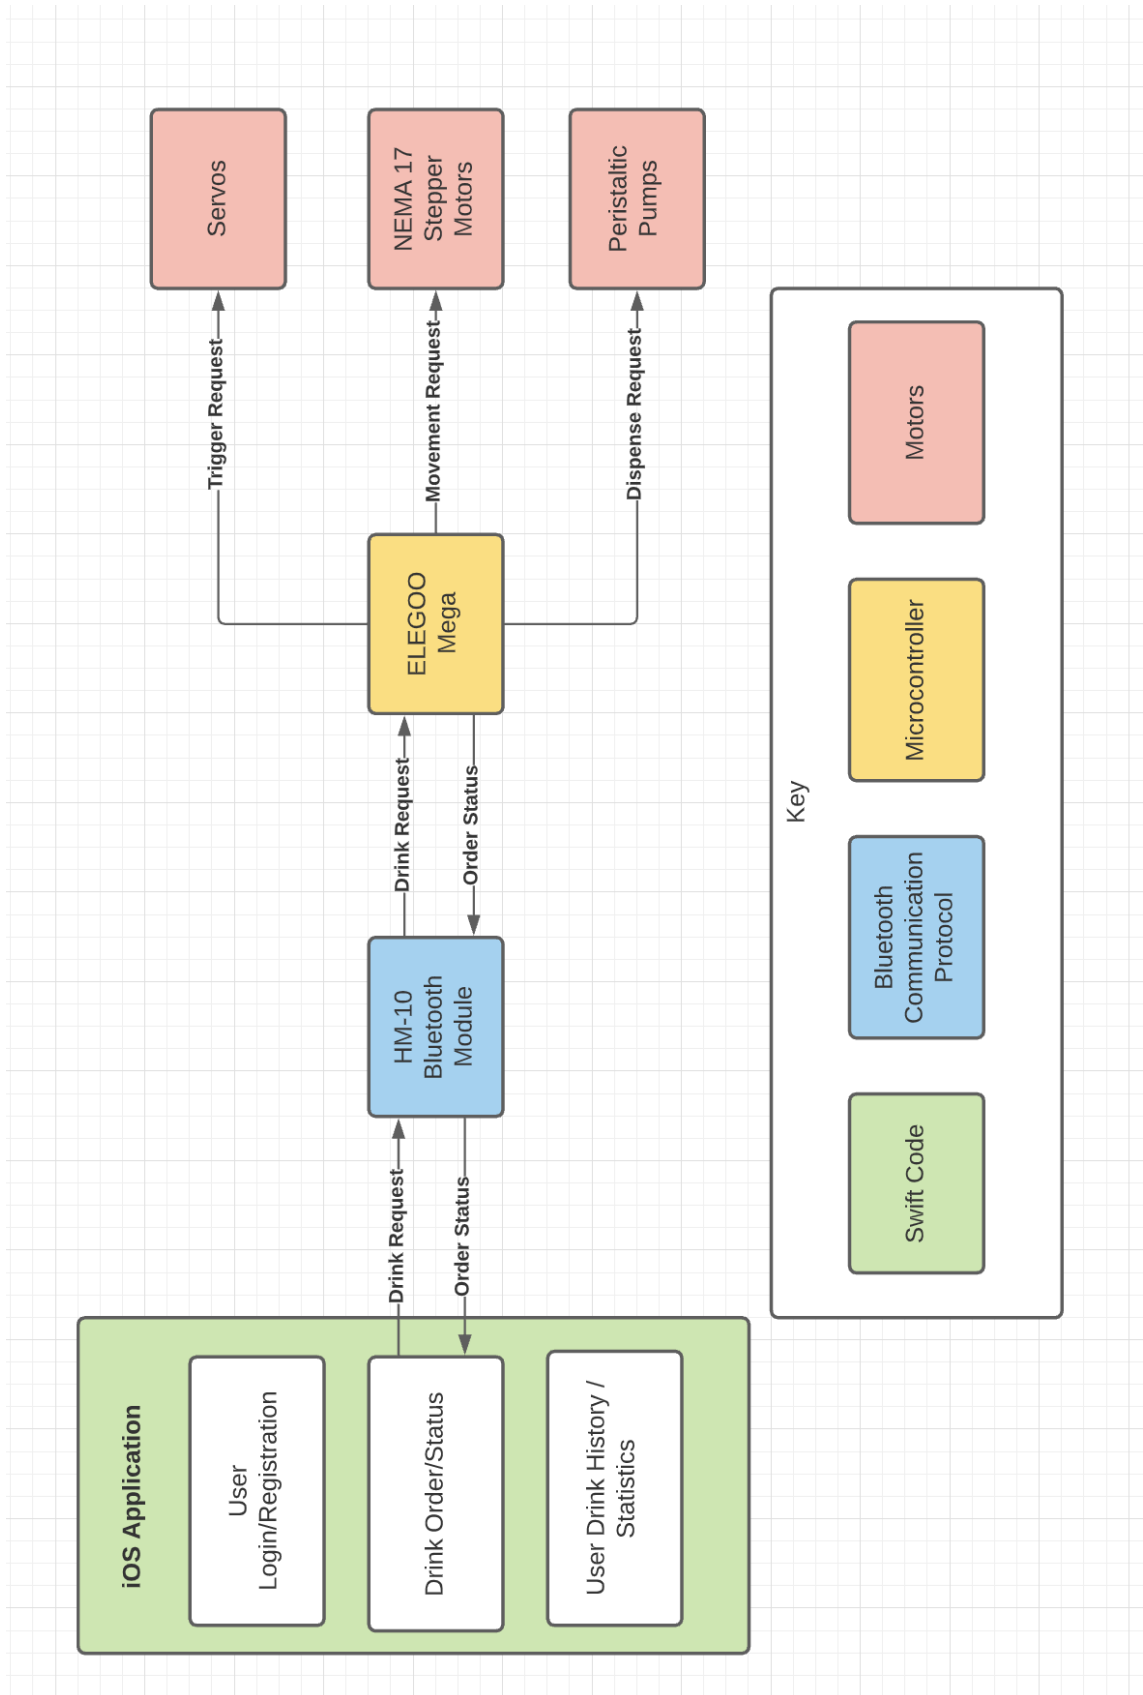 iOS Application
User
Login/Registration
Drink Order/Status
User Drink History /
Statistics
Drink Request
Order Status
HM-10
Bluetooth
Module
Drink Request
Order Status
ELEGOO
Mega
Trigger Request
Movement Request
Dispense Request
Servos
NEMA 17
Stepper
Motors
Peristaltic
Pumps
Key
Swift Code
Bluetooth
Communication
Protocol
Microcontroller
Motors